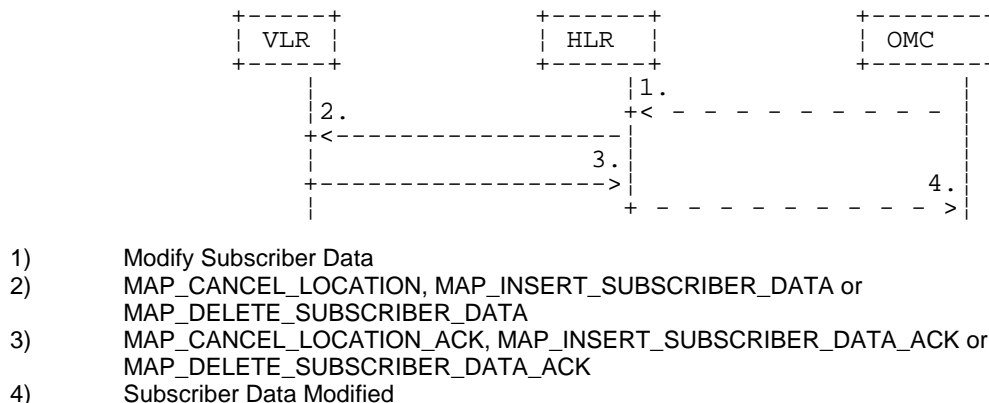 VLR HLR OMC
1.
2.
3.
4.
1) Modify Subscriber Data
2) MAP_CANCEL_LOCATION, MAP_INSERT_SUBSCRIBER_DATA or
MAP_DELETE_SUBSCRIBER_DATA
3) MAP_CANCEL_LOCATION_ACK, MAP_INSERT_SUBSCRIBER_DATA_ACK or
MAP_DELETE_SUBSCRIBER_DATA_ACK
4) Subscriber Data Modified